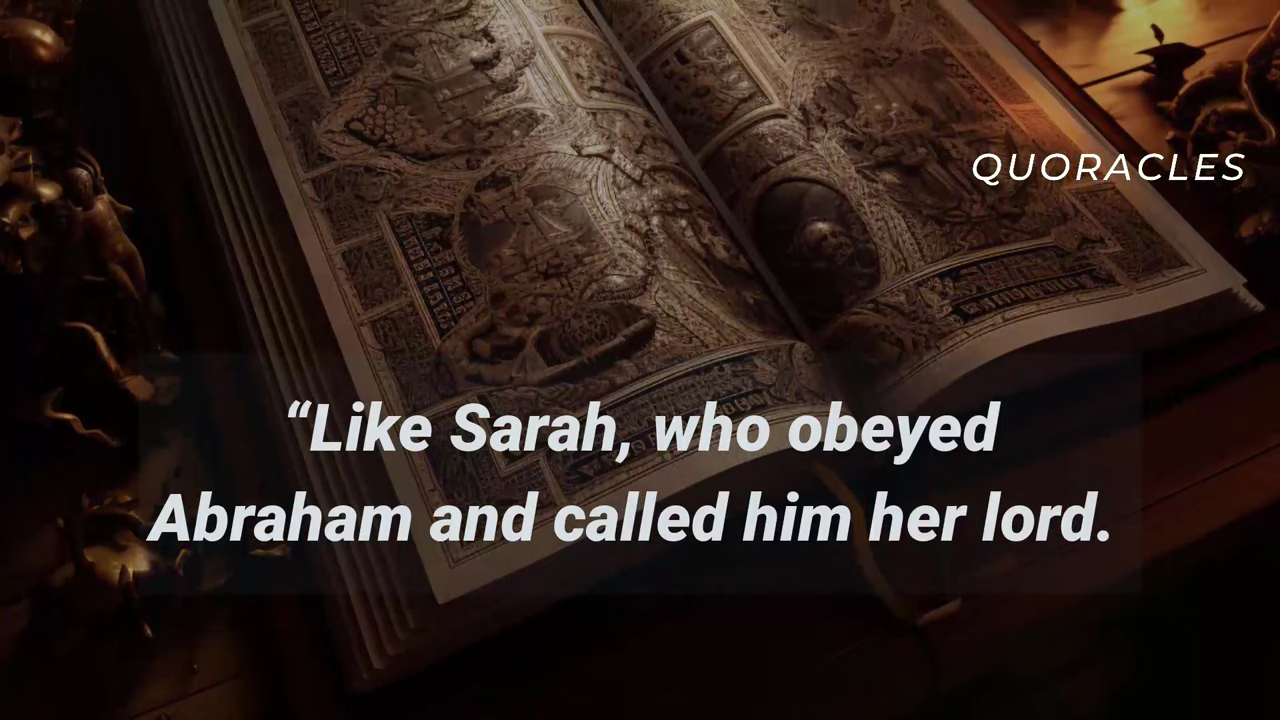 QUORACLES
“Like Sarah, who obeyed
Abraham and called him her lord.